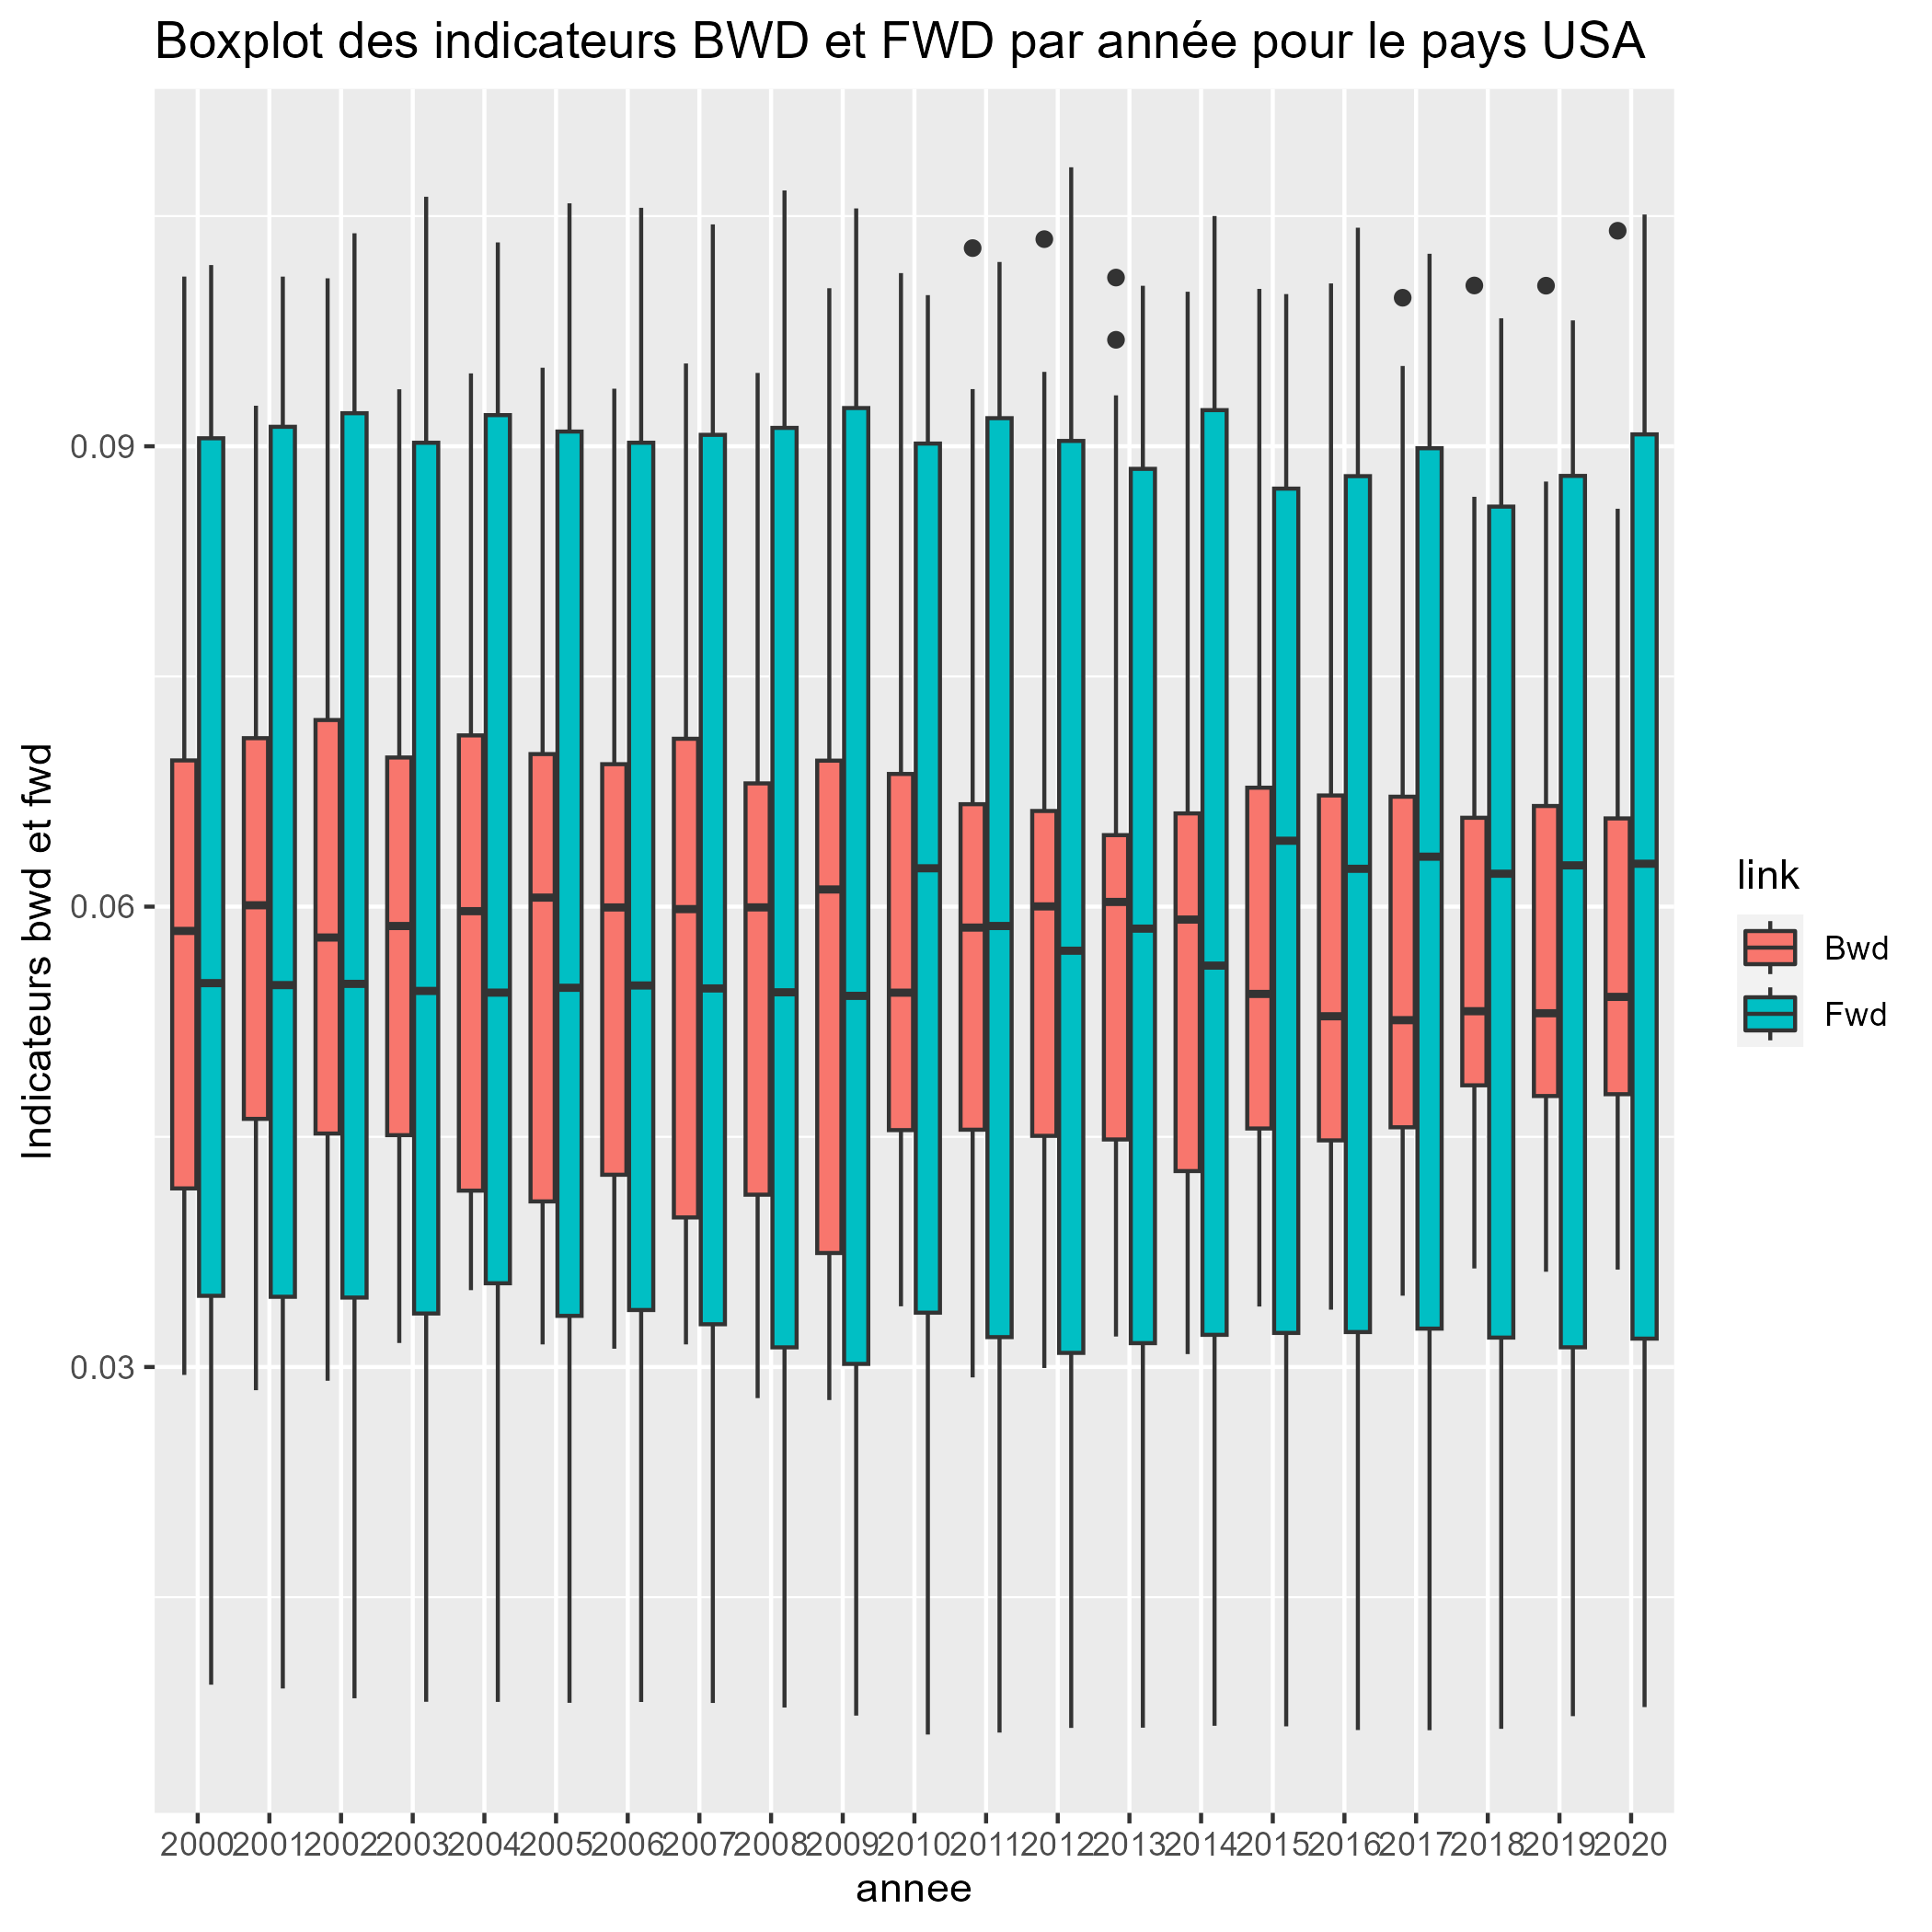 Boxplot des indicateurs BWD et FWD par année pour le pays USA
Indicateurs bwd et fwd
0.09
0.06
0.03
link
Bwd
Fwd
2000 2001 2002 2003 2004 2005 2006 2007 2008 2009 2010 2011 2012 2013 2014 2015 2016 2017 2018 2019 2020
annee